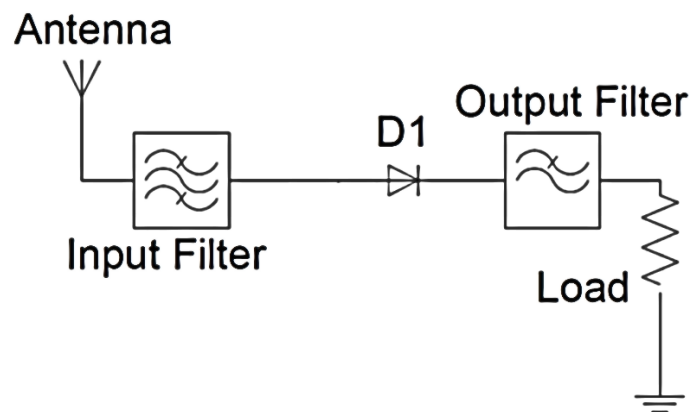 Antenna
Output Filter
D1
Input Filter
Load